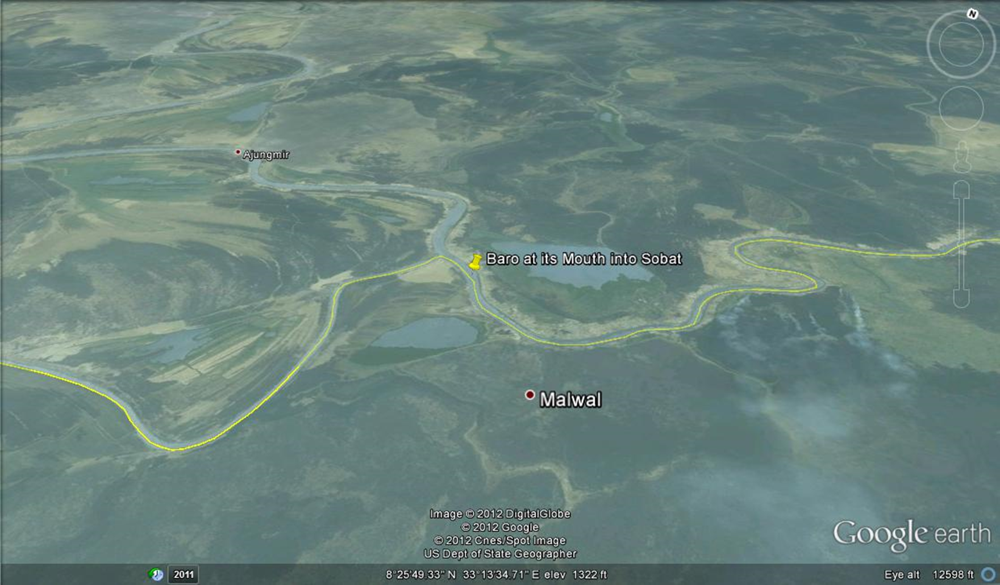 N
Ajungmir
Baro at its Mouth into Sobat
Malwal
Image © 2012 DigitalGlobe
© 2012 Google
© 2012 Cnes/Spot Image
US Dept of State Geographer
Google earth
2011
8°25'49.33" N 33°13'34.71" E elev 1322 ft
Eye alt 12598 ft